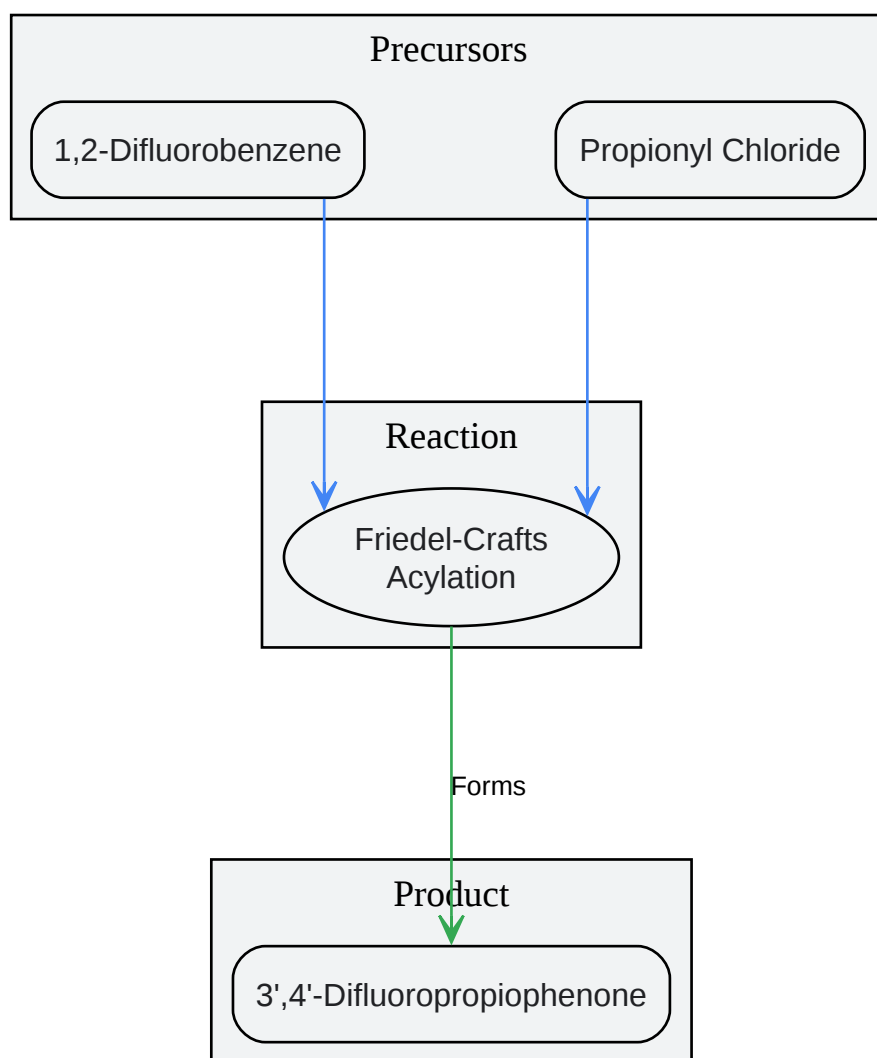 Precursors
1,2-Difluorobenzene
Propionyl Chloride
Reaction
Friedel-Crafts
Acylation
Forms
Product
3',4'-Difluoropropiophenone